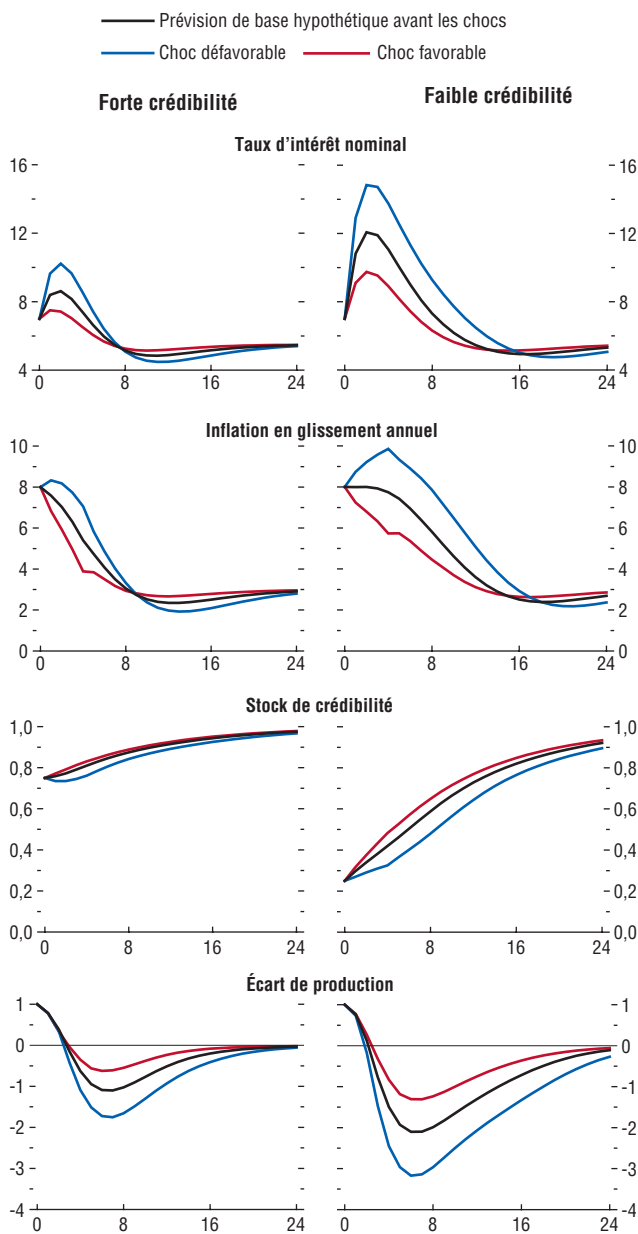 Prévision de base hypothétique avant les chocs
Choc défavorable Choc favorable
Forte crédibilité Faible crédibilité
Taux d'intérêt nominal
16 16
12 12
8 8
4 4
0 8 16 24 0 8 16 24
Inflation en glissement annuel
10 10
8 8
6 6
4 4
2 2
0 0
0 8 16 24 0 8 16 24
Stock de crédibilité
1,0 1,0
0,8 0,8
0,6 0,6
0,4 0,4
0,2 0,2
0,0 0,0
0 8 16 24 0 8 16 24
Écart de production
1 1
0 0
-1 -1
-2 -2
-3 -3
-4 -4
0 8 16 24 0 8 16 24